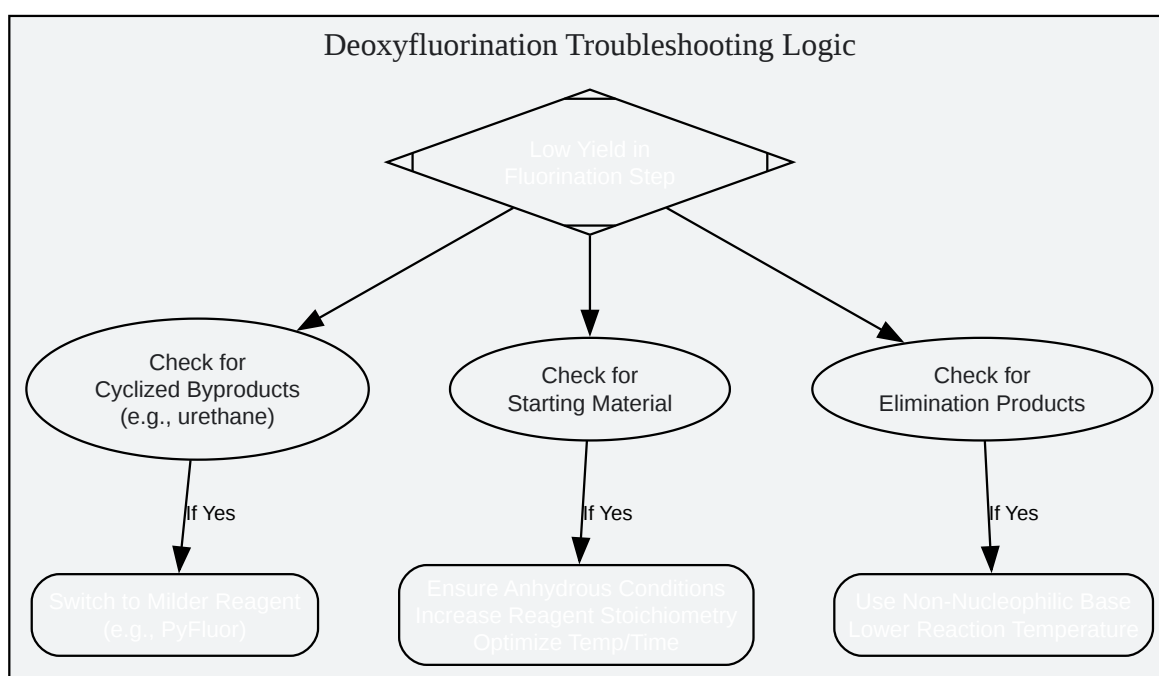 Deoxyfluorination Troubleshooting Logic
Low Yield in
Fluorination Step
Check for
Cyclized Byproducts
(e.g., urethane)
Check for
Starting Material
Check for
Elimination Products
If Yes
If Yes
If Yes
Switch to Milder Reagent
(e.g., PyFluor)
Ensure Anhydrous Conditions
Increase Reagent Stoichiometry
Optimize Temp/Time
Use Non-Nucleophilic Base
Lower Reaction Temperature